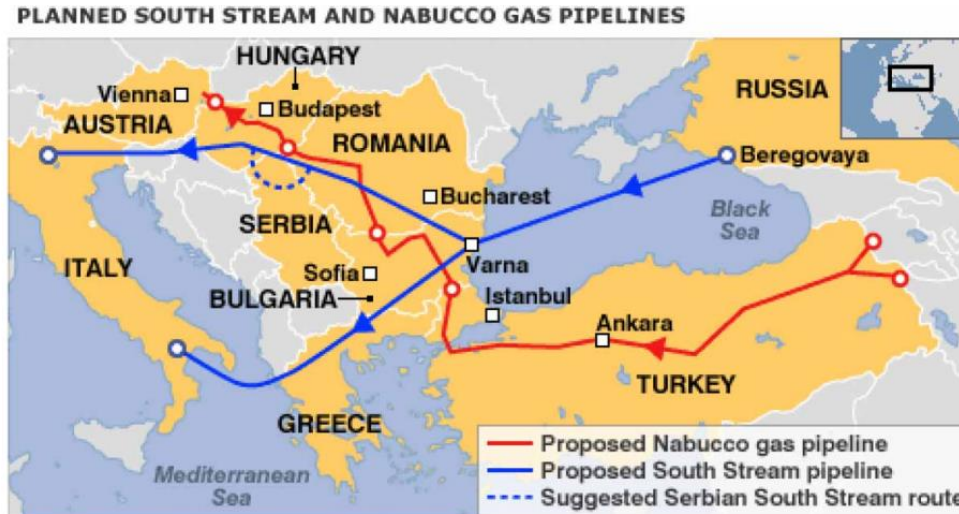 PLANNED SOUTH STREAM AND NABUCCO GAS PIPELINES
HUNGARY
RUSSIA
Vienna
Budapest
AUSTRIA
ROMANIA
Beregovaya
Bucharest
SERBIA
Black
Sea
ITALY
Sofia
Varna
BULGARIA
Istanbul
Ankara
TURKEY
GREECE
Mediterranean
Sea
Proposed Nabucco gas pipeline
Proposed South Stream pipeline
Suggested Serbian South Stream route